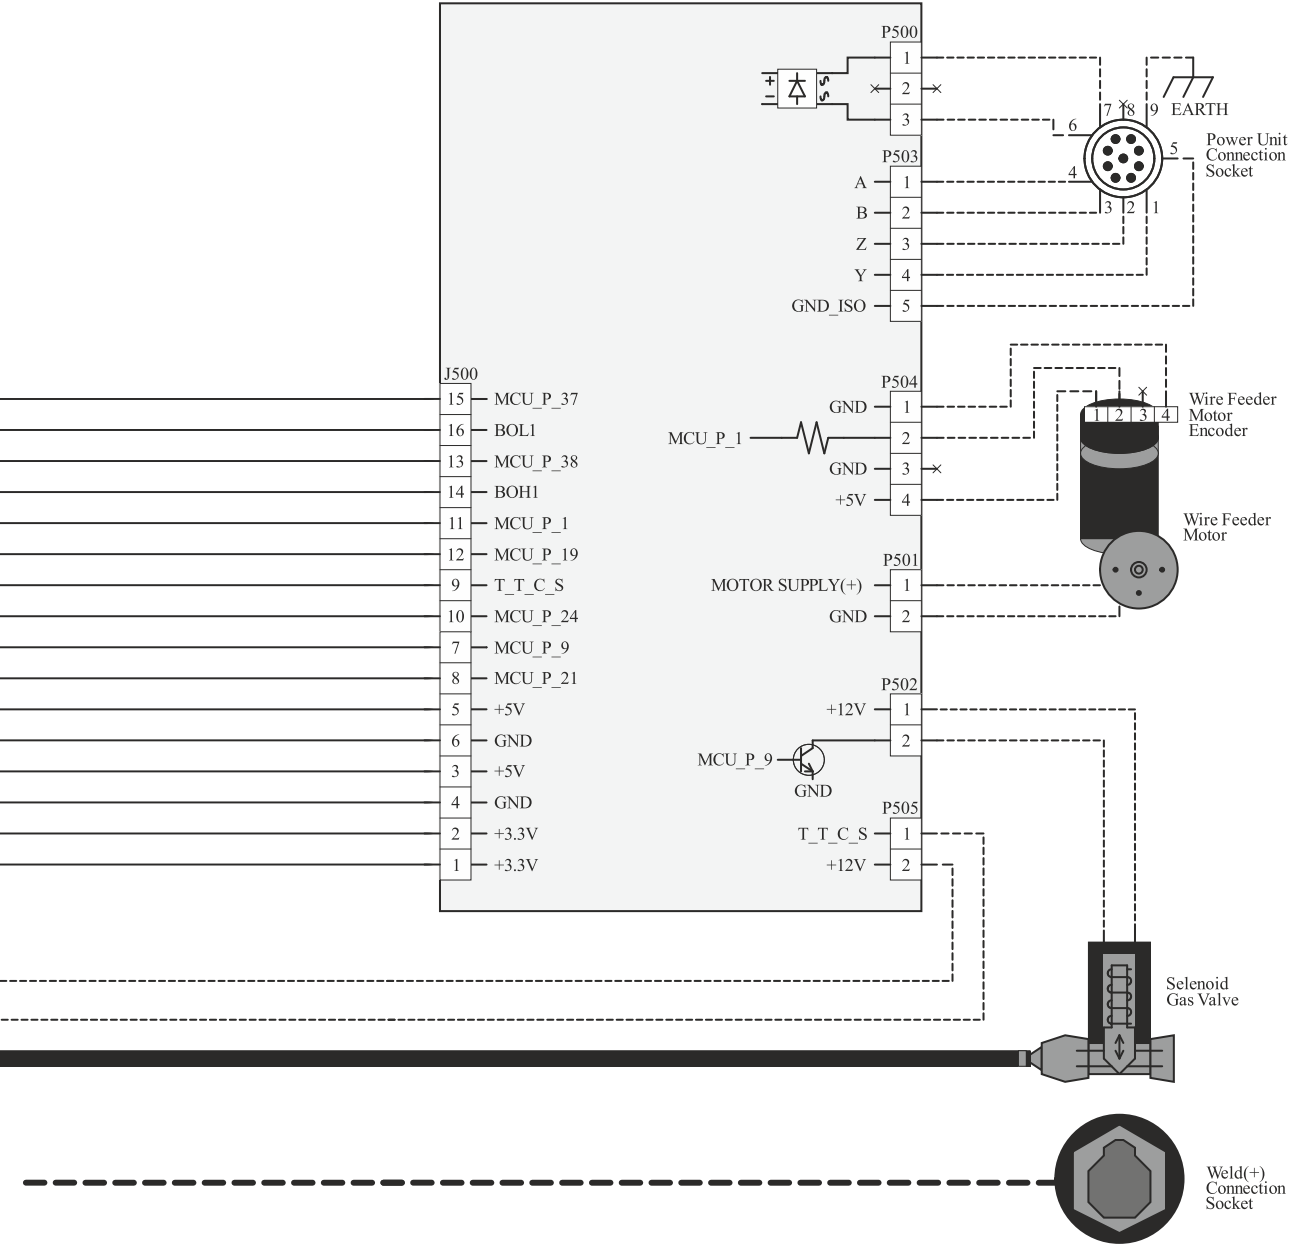 P500
1
2
3
+
−
7
8
9
EARTH
6
5
4
3
2
1
Power Unit
Connection
Socket
P503
A 1
B 2
Z 3
Y 4
GND_ISO 5
J500
15 MCU_P_37
16 BOL1
13 MCU_P_38
14 BOH1
11 MCU_P_1
12 MCU_P_19
9 T_T_C_S
10 MCU_P_24
7 MCU_P_9
8 MCU_P_21
5 +5V
6 GND
3 +5V
4 GND
2 +3.3V
1 +3.3V
P504
GND 1
MCU_P_1 2
GND 3
+5V 4
1 2 3 4
Wire Feeder
Motor
Encoder
Wire Feeder
Motor
P501
MOTOR SUPPLY(+) 1
GND 2
P502
+12V 1
2
MCU_P_9
GND
P505
T_T_C_S 1
+12V 2
Selenoid
Gas Valve
Weld(+)
Connection
Socket